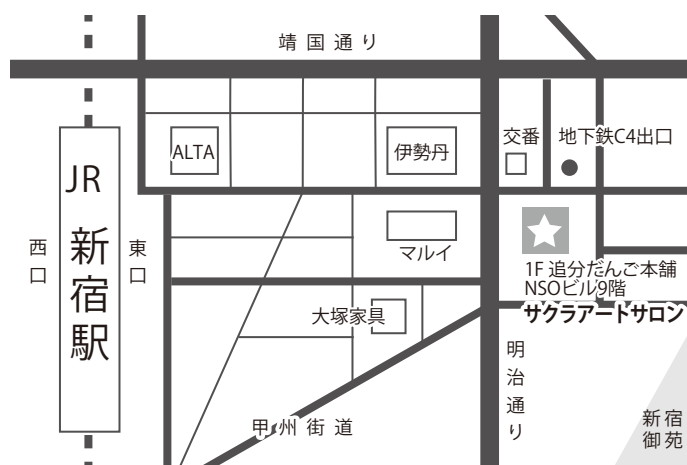 靖国通り
ALTA
伊勢丹
交番
地下鉄C4出口
JR
新宿駅
西口
東口
マルイ
1F 追分だんご本舗
NSOビル9階
サクラアートサロン
大塚家具
明治通り
甲州街道
新宿
御苑